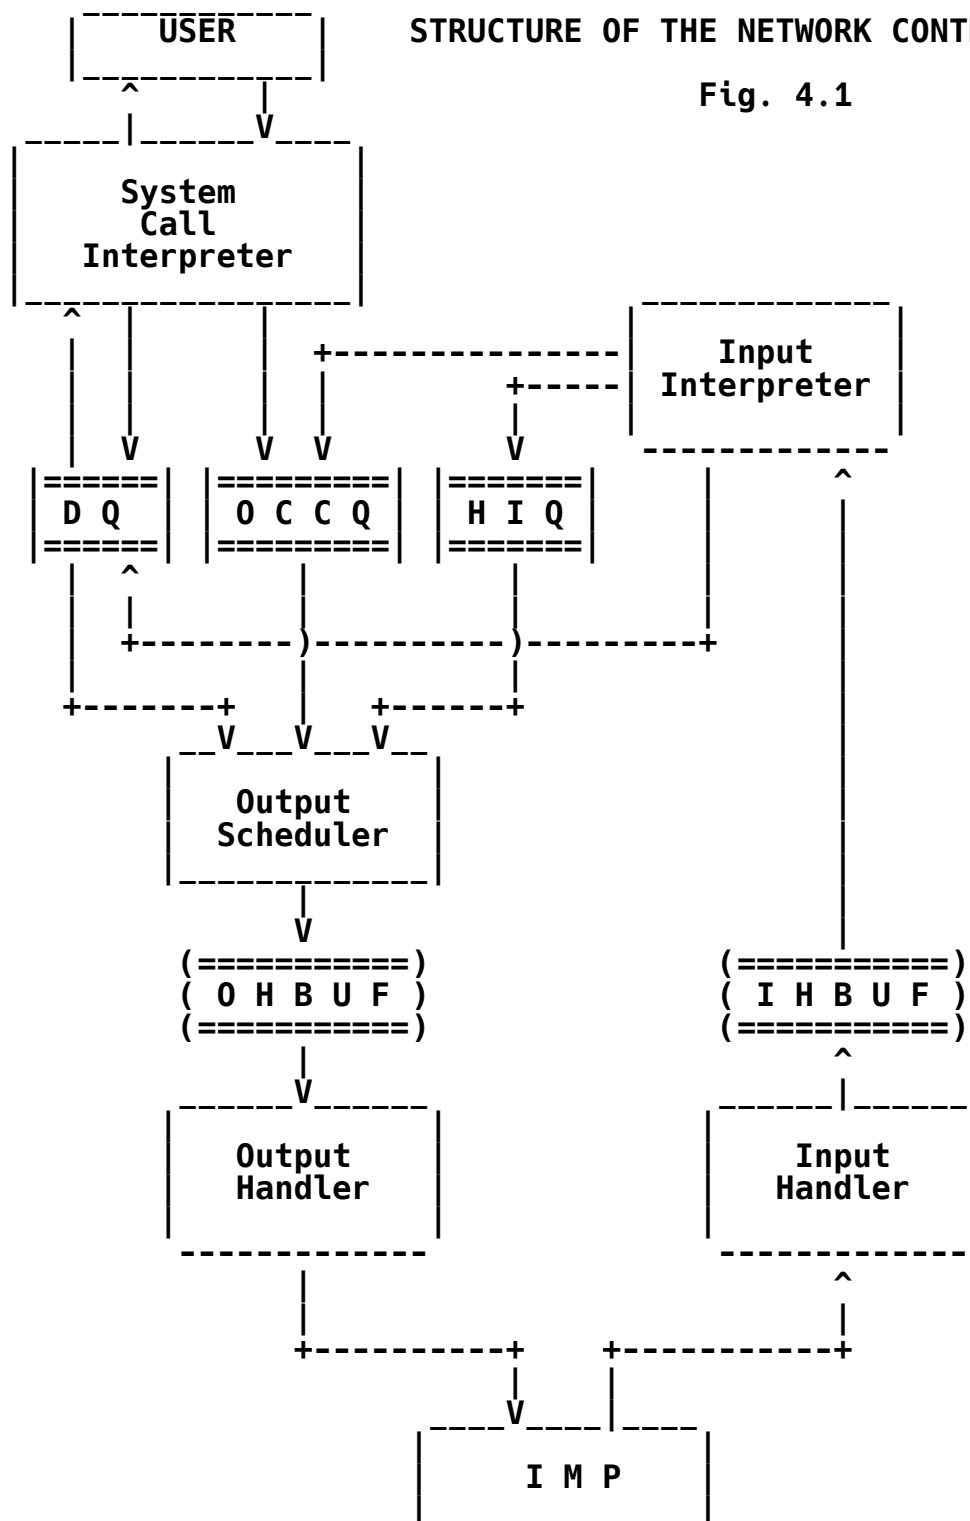 USER STRUCTURE OF THE NETWORK
Fig. 4.1
System
Call
Interpreter
Input
Interpreter
D Q O C C Q H I Q
Output
Scheduler
O H B U F I H B U F
Output Input
Handler Handler
I M P